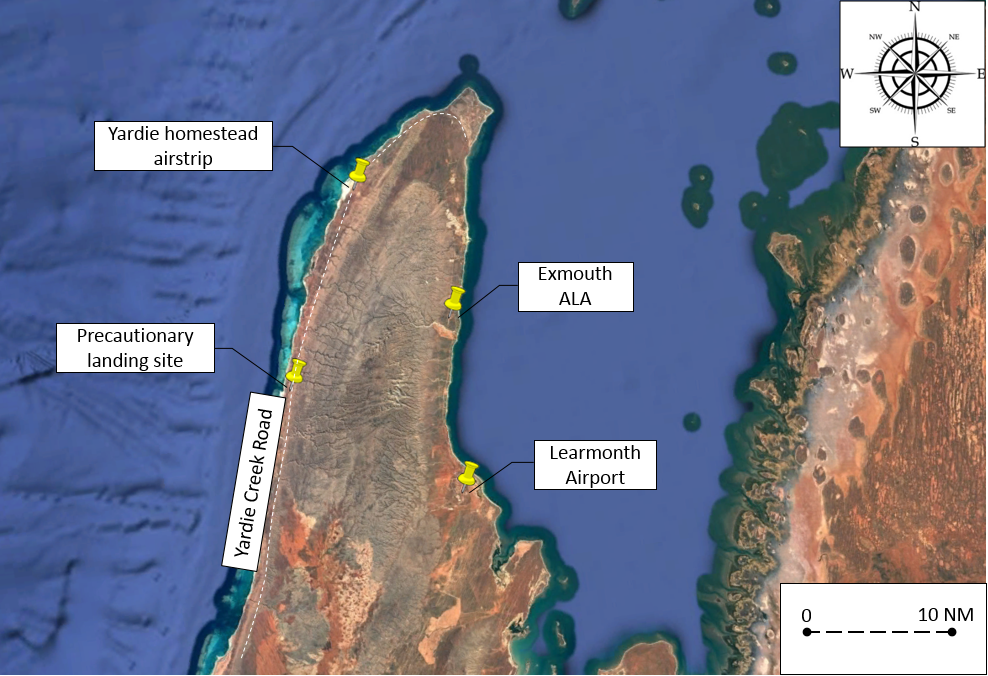 N
NW
NE
W
E
SW
SE
S
Yardie homestead
airstrip
Exmouth
ALA
Precautionary
landing site
Yardie Creek Road
Learmonth
Airport
0
10 NM